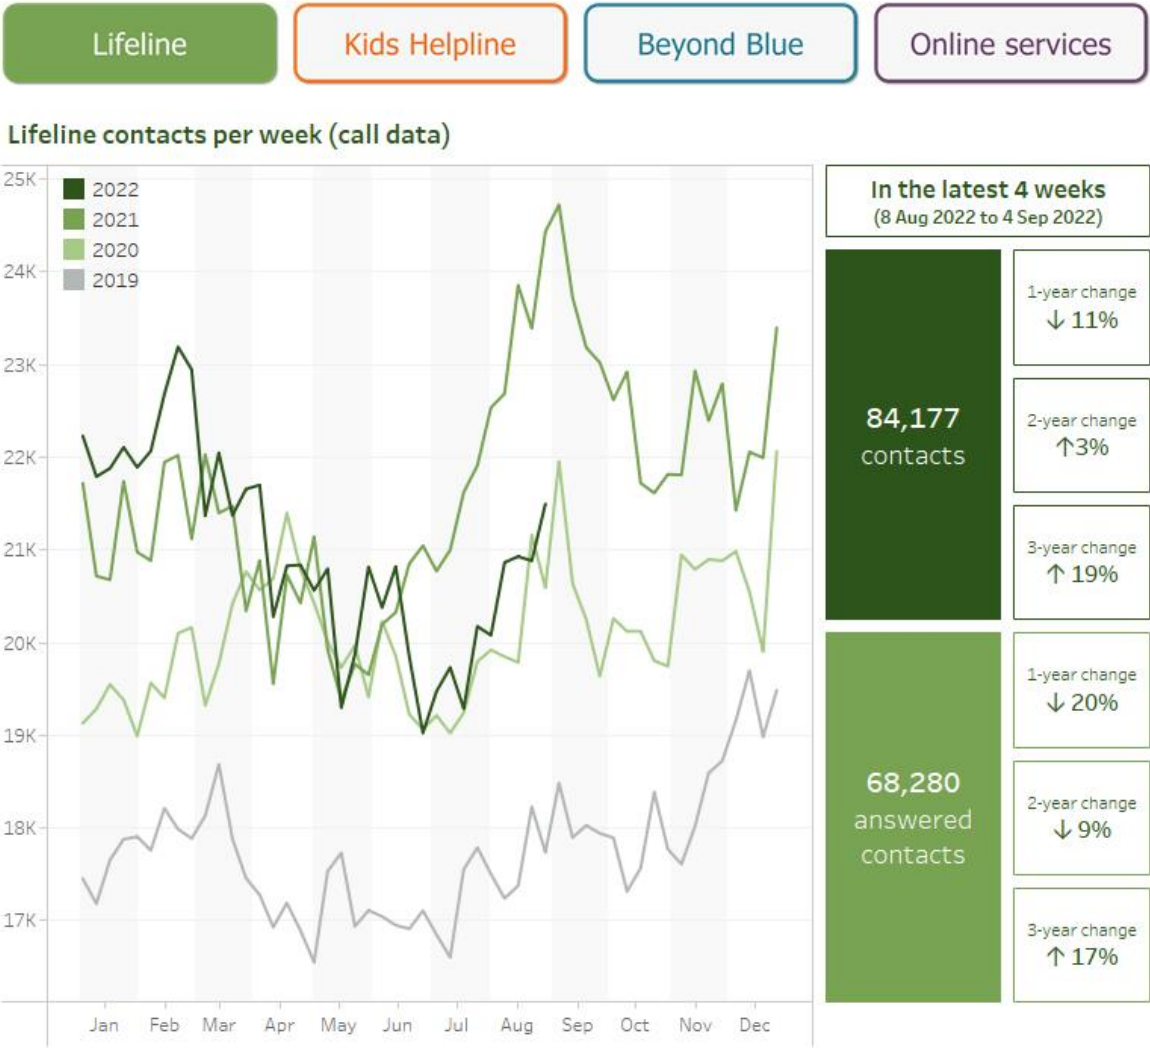 Lifeline
Kids Helpline
Beyond Blue
Online services
Lifeline contacts per week (call data)
25K
24K
23K
22K
21K
20K
19K
18K
17K
2022
2021
2020
2019
Jan
Feb
Mar
Apr
May
Jun
Jul
Aug
Sep
Oct
Nov
Dec
In the latest 4 weeks
(8 Aug 2022 to 4 Sep 2022)
84,177
contacts
1-year change
↓ 11%
2-year change
↑3%
3-year change
↑ 19%
68,280
answered
contacts
1-year change
↓ 20%
2-year change
↓ 9%
3-year change
↑ 17%